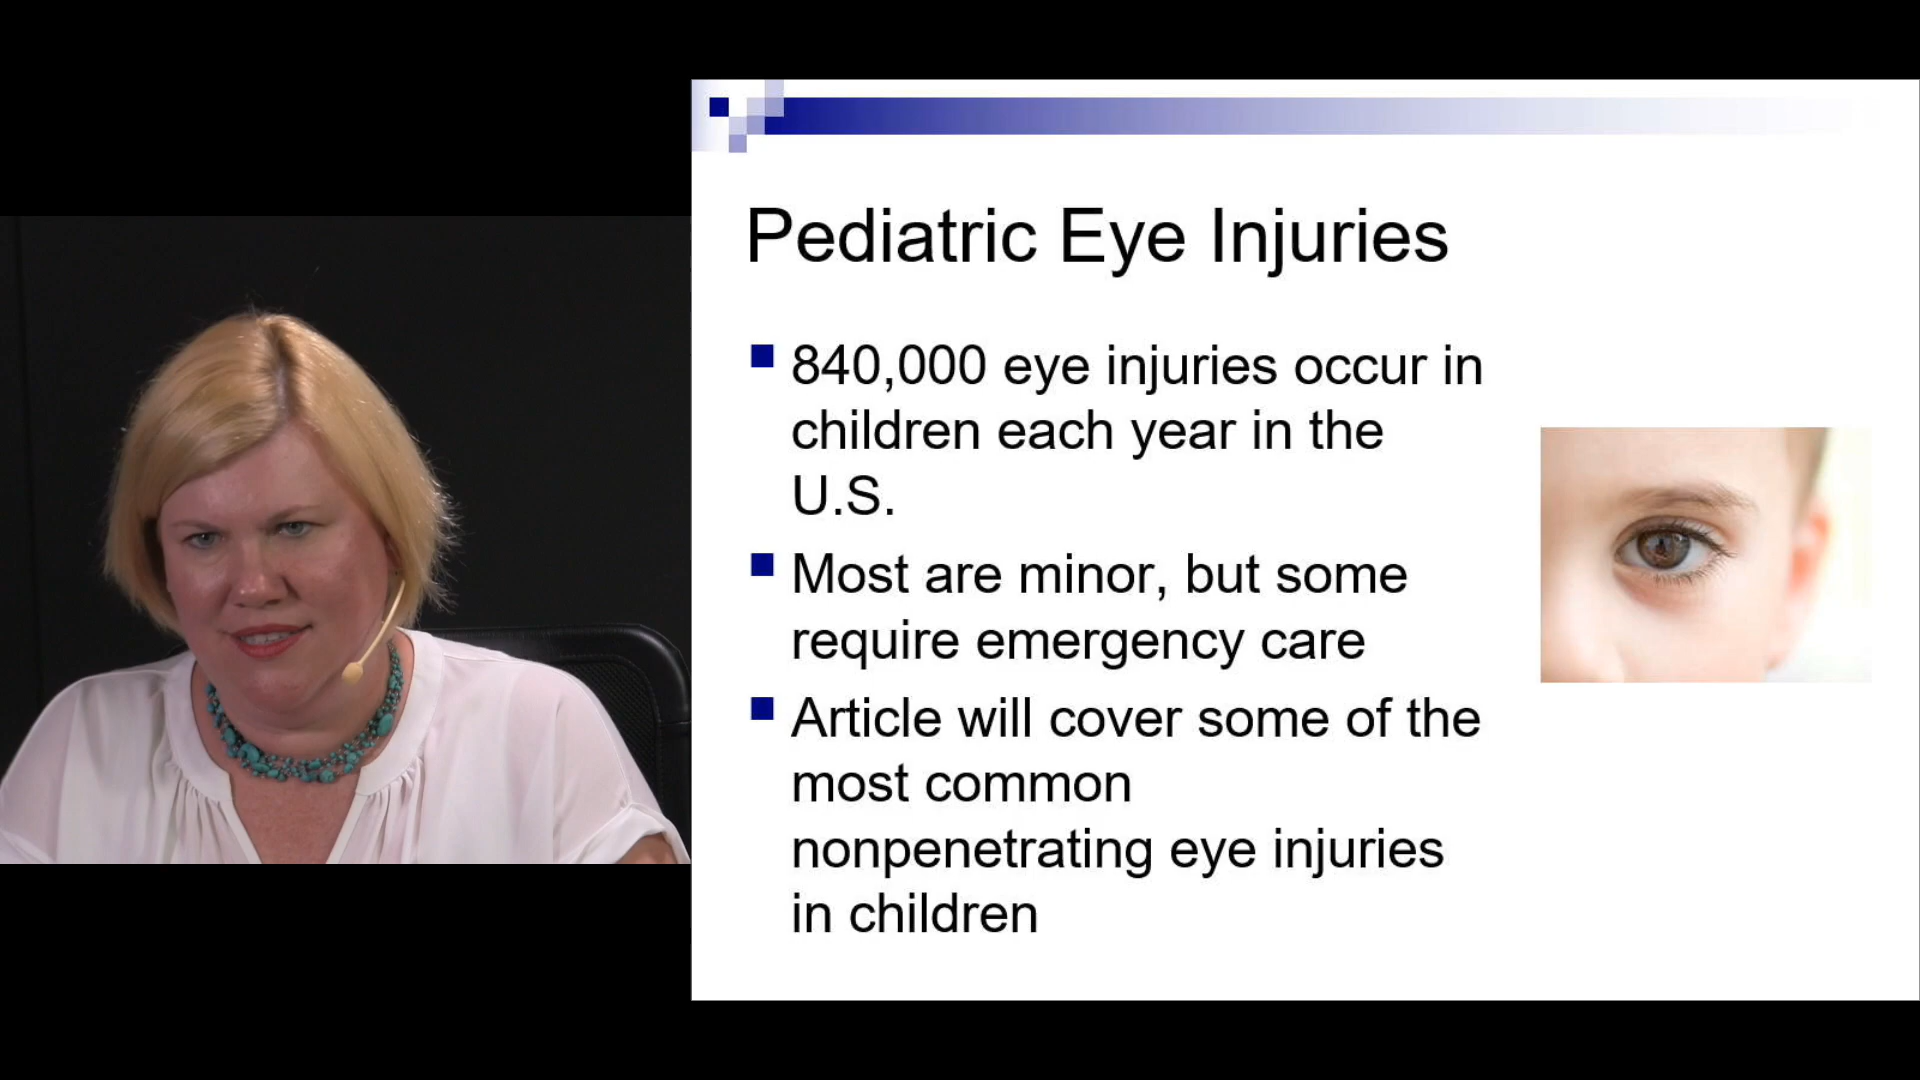 Pediatric Eye Injuries
840,000 eye injuries occur in
children each year in the
U.S.
Most are minor, but some
require emergency care
Article will cover some of the
most common
nonpenetrating eye injuries
in children